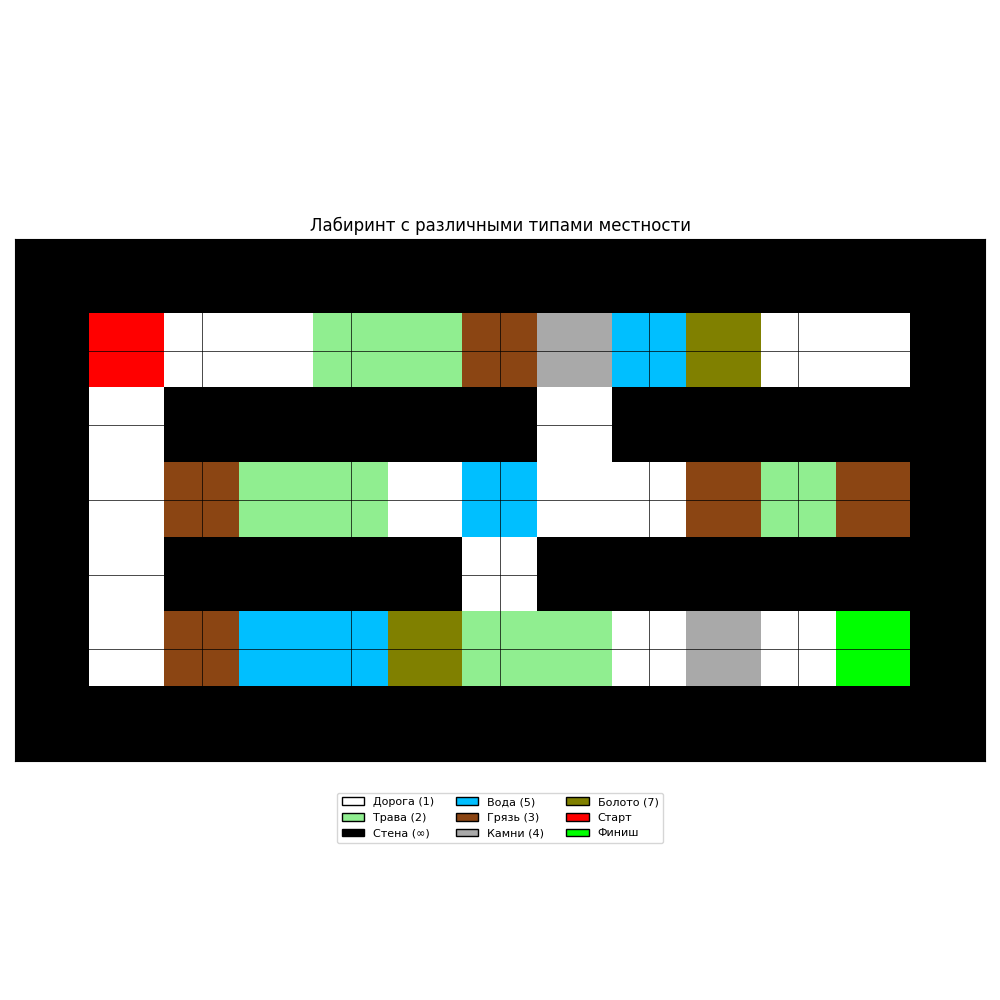 Лабиринт с различными типами местности
Дорога (1)
Трава (2)
Стена (∞)
Вода (5)
Грязь (3)
Камни (4)
Болото (7)
Старт
Финиш